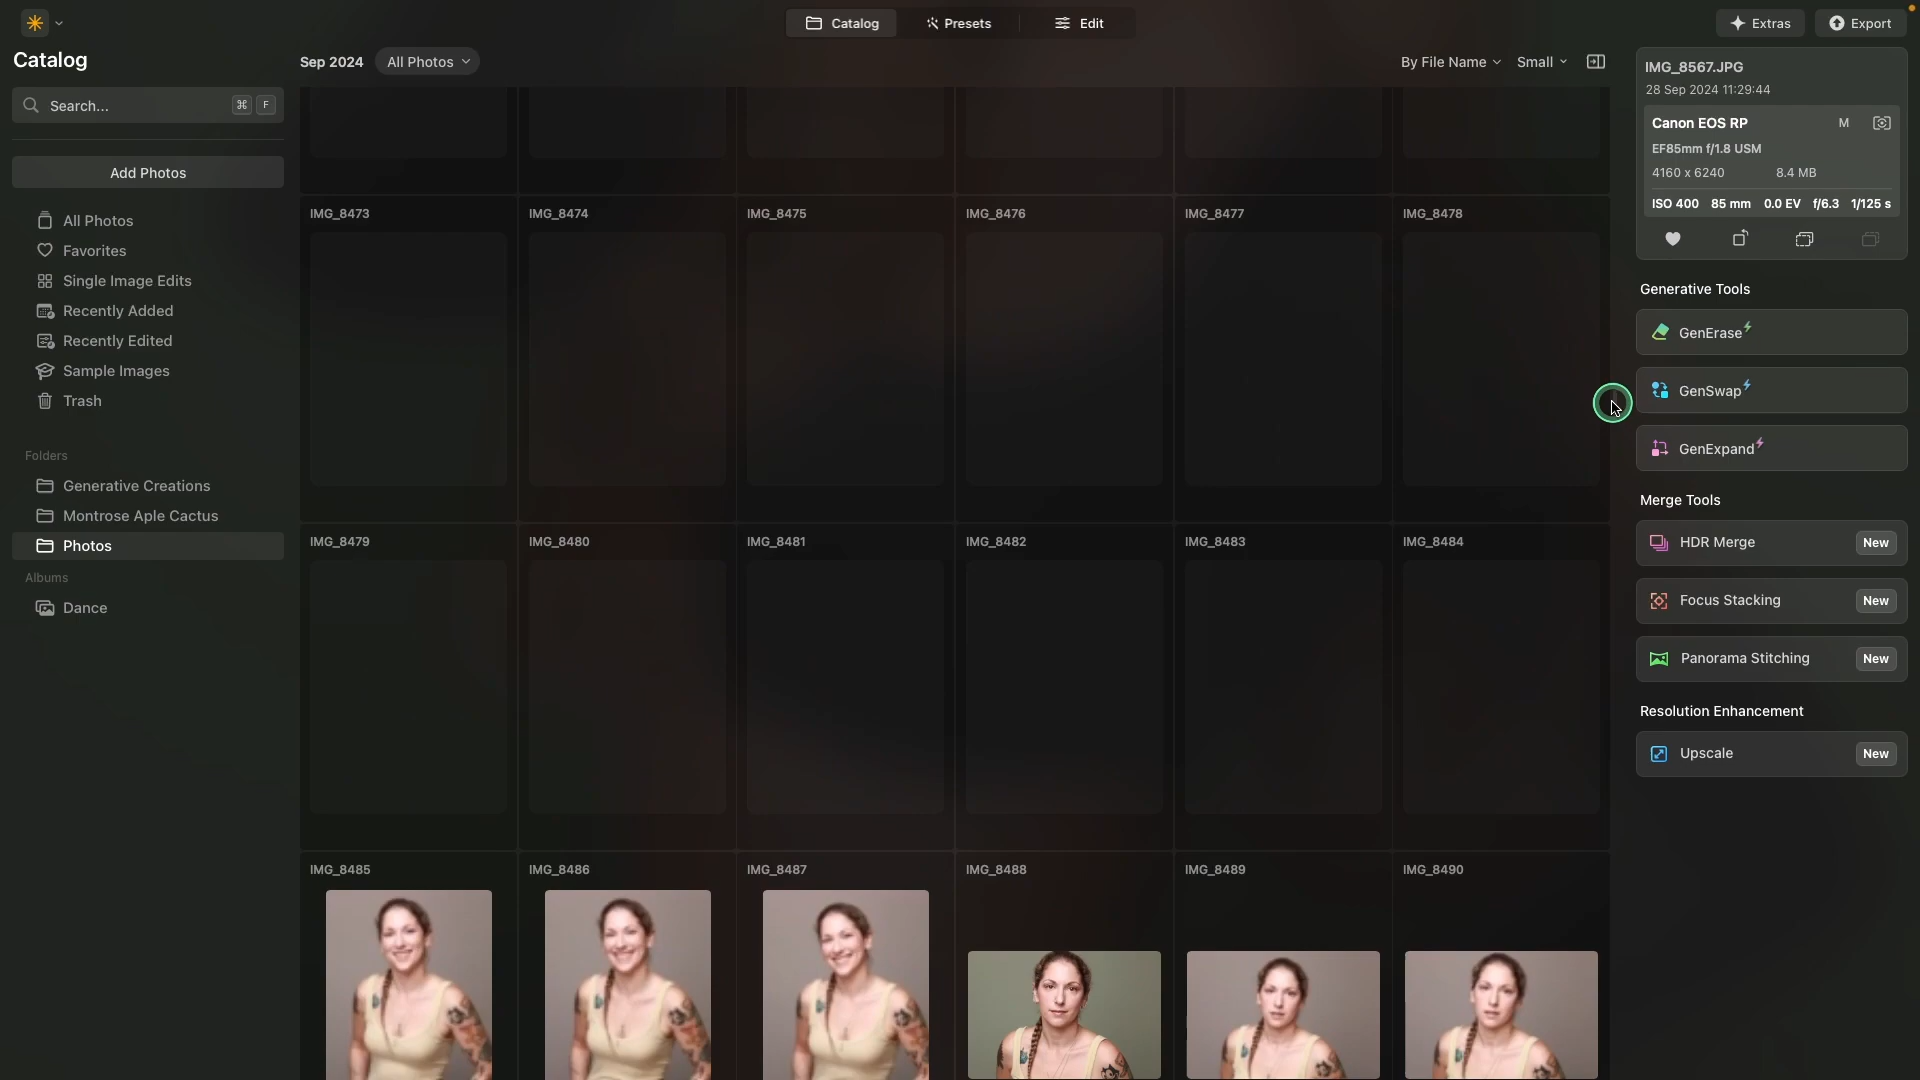 Catalog
Presets
Edit
Extras
Export
Catalog
Sep 2024
All Photos
By File Name
Small
Search...
⌘ F
Add Photos
All Photos
Favorites
Single Image Edits
Recently Added
Recently Edited
Sample Images
Trash
Folders
Generative Creations
Montrose Aple Cactus
Photos
Albums
Dance
IMG_8473
IMG_8474
IMG_8475
IMG_8476
IMG_8477
IMG_8478
IMG_8479
IMG_8480
IMG_8481
IMG_8482
IMG_8483
IMG_8484
IMG_8485
IMG_8486
IMG_8487
IMG_8488
IMG_8489
IMG_8490
IMG_8567.JPG
28 Sep 2024 11:29:44
Canon EOS RP M
EF85mm f/1.8 USM
4160 x 6240 8.4 MB
ISO 400 85 mm 0.0 EV f/6.3 1/125 s
Generative Tools
GenErase
GenSwap
GenExpand
Merge Tools
HDR Merge New
Focus Stacking New
Panorama Stitching New
Resolution Enhancement
Upscale New